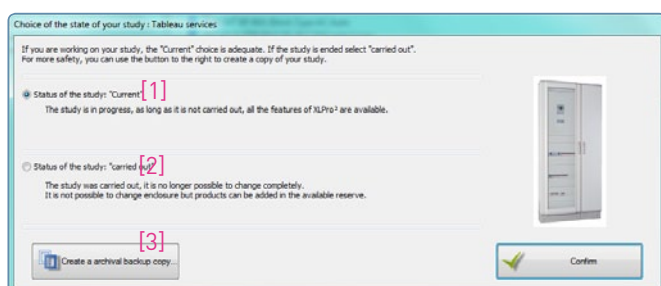 Choice of the state of your study : Tableau services
If you are working on your study, the "Current" choice is adequate. If the study is ended select "carried out".
For more safety, you can use the button to the right to create a copy of your study.
Status of the study: "Current" [1]
The study is in progress, as long as it is not carried out, all the features of XLPro² are available.
Status of the study: "carried out" [2]
The study was carried out, it is no longer possible to change completely.
It is not possible to change enclosure but products can be added in the available reserve.
[3]
Create a archival backup copy...
Confirm